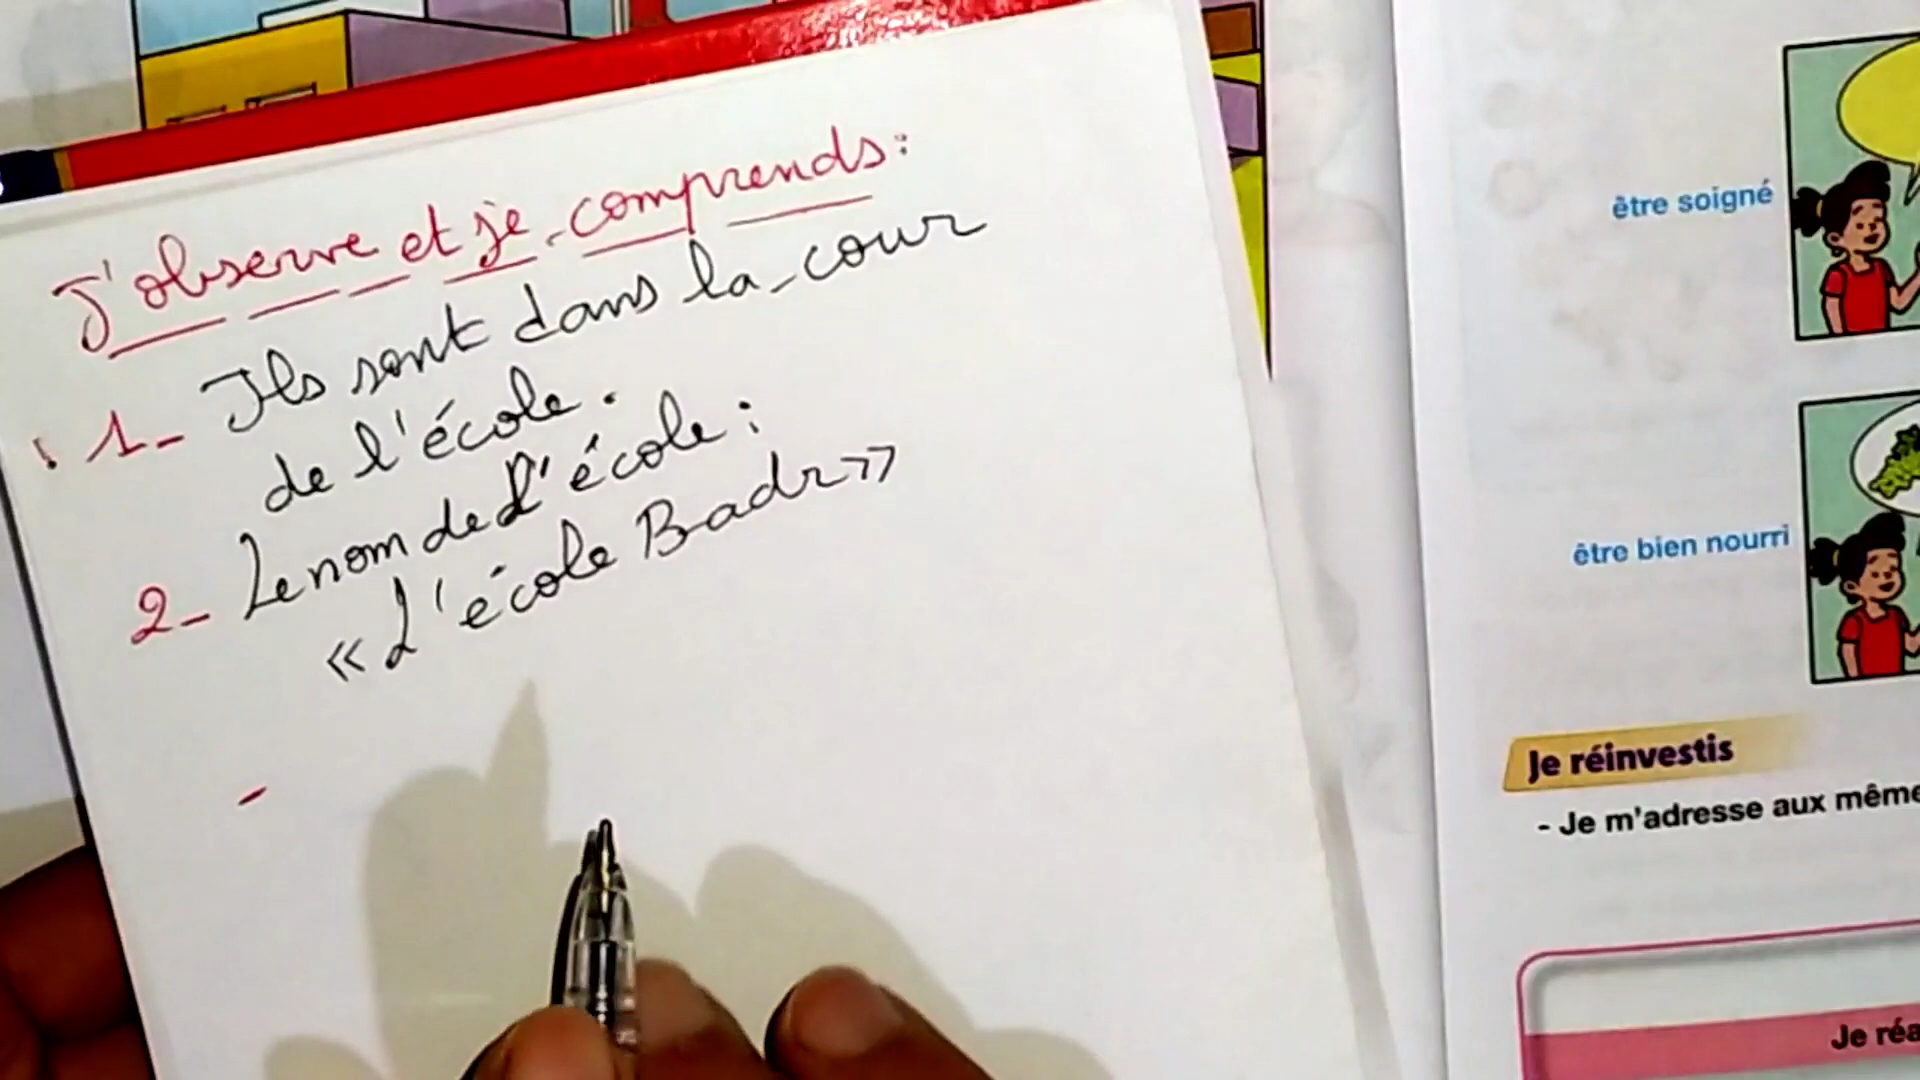 J'observe et je comprends:
1- Ils sont dans la cour
de l'école.
2- Le nom de l'école:
«L'école Badr»
-
être soigné
être bien nourri
Je réinvestis
- Je m'adresse aux même
Je réa